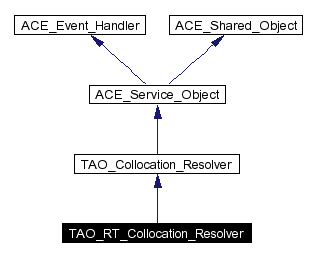 ACE_Event_Handler
ACE_Shared_Object
ACE_Service_Object
TAO_Collocation_Resolver
TAO_RT_Collocation_Resolver